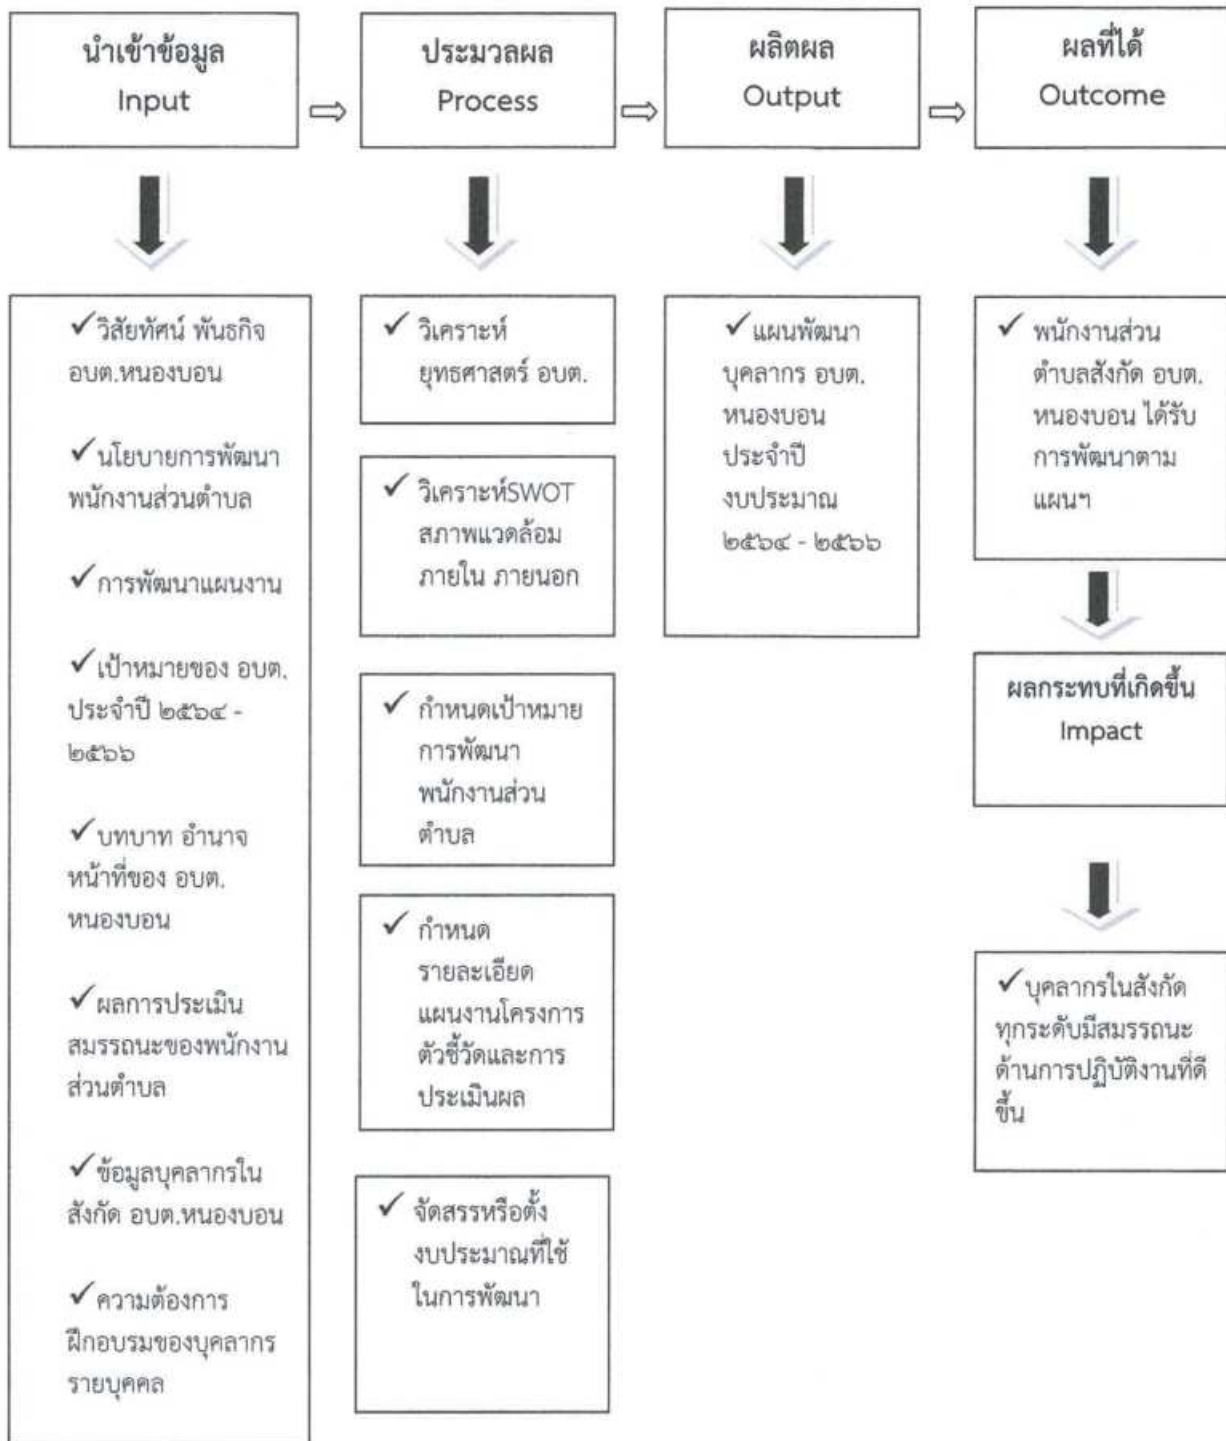 นำเข้าข้อมูล
Input
ประมวลผล
Process
ผลิตผล
Output
ผลที่ได้
Outcome
✓วิสัยทัศน์ พันธกิจ
อบต.หนองบอน
✓นโยบายการพัฒนา
พนักงานส่วนตำบล
✓การพัฒนาแผนงาน
✓เป้าหมายของ อบต.
ประจำปี ๒๕๖๔ -
๒๕๖๖
✓บทบาท อำนาจ
หน้าที่ของ อบต.
หนองบอน
✓ผลการประเมิน
สมรรถนะของพนักงาน
ส่วนตำบล
✓ข้อมูลบุคลากรใน
สังกัด อบต.หนองบอน
✓ความต้องการ
ฝึกอบรมของบุคลากร
รายบุคคล
✓ วิเคราะห์
ยุทธศาสตร์ อบต.
✓ วิเคราะห์SWOT
สภาพแวดล้อม
ภายใน ภายนอก
✓ กำหนดเป้าหมาย
การพัฒนา
พนักงานส่วน
ตำบล
✓ กำหนด
รายละเอียด
แผนงานโครงการ
ตัวชี้วัดและการ
ประเมินผล
✓ จัดสรรหรือตั้ง
งบประมาณที่ใช้
ในการพัฒนา
✓แผนพัฒนา
บุคลากร อบต.
หนองบอน
ประจำปี
งบประมาณ
๒๕๖๔ - ๒๕๖๖
✓ พนักงานส่วน
ตำบลสังกัด อบต.
หนองบอน ได้รับ
การพัฒนาตาม
แผนฯ
ผลกระทบที่เกิดขึ้น
Impact
✓บุคลากรในสังกัด
ทุกระดับมีสมรรถนะ
ด้านการปฏิบัติงานที่ดี
ขึ้น